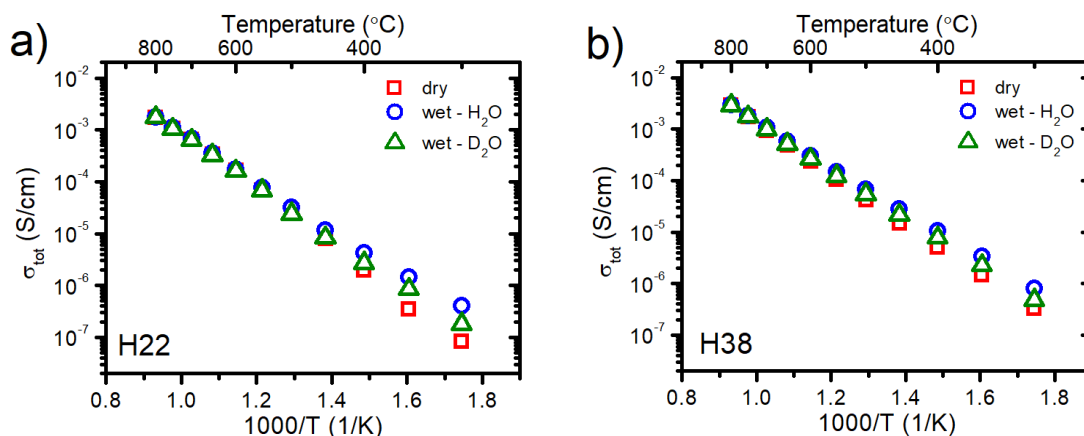 a)
Temperature (°C)
800 600 400
10⁻²
10⁻³
10⁻⁴
10⁻⁵
10⁻⁶
10⁻⁷
σtot (S/cm)
dry
wet - H₂O
wet - D₂O
H22
0.8 1.0 1.2 1.4 1.6 1.8
1000/T (1/K)
b)
Temperature (°C)
800 600 400
10⁻²
10⁻³
10⁻⁴
10⁻⁵
10⁻⁶
10⁻⁷
σtot (S/cm)
dry
wet - H₂O
wet - D₂O
H38
0.8 1.0 1.2 1.4 1.6 1.8
1000/T (1/K)